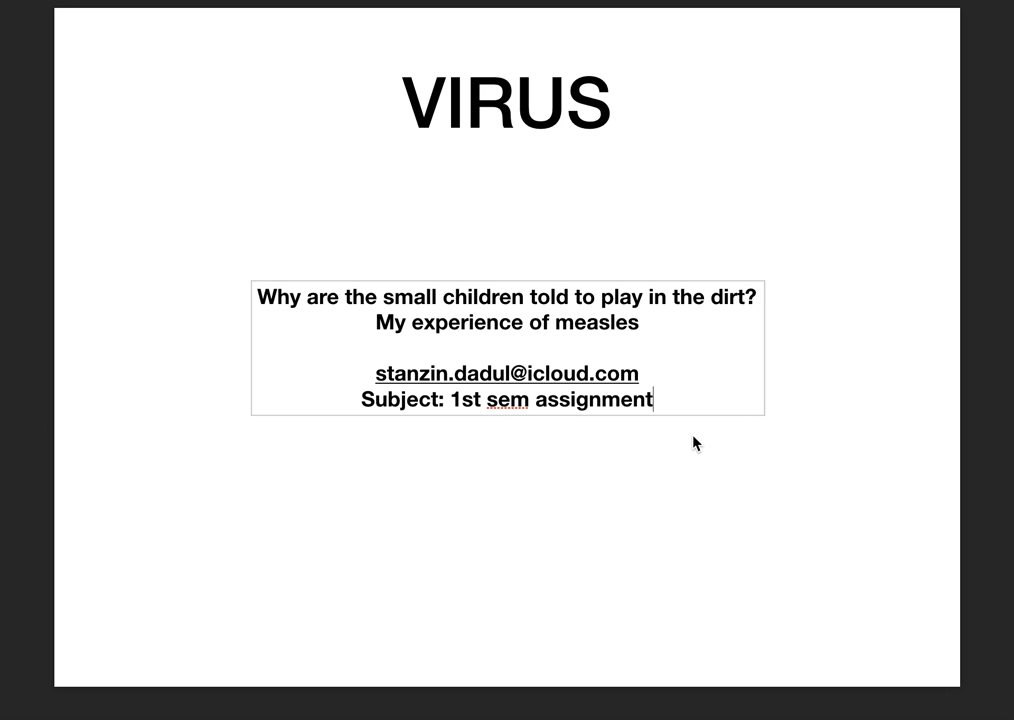 VIRUS
Why are the small children told to play in the dirt?
My experience of measles
stanzin.dadul@icloud.com
Subject: 1st sem assignment